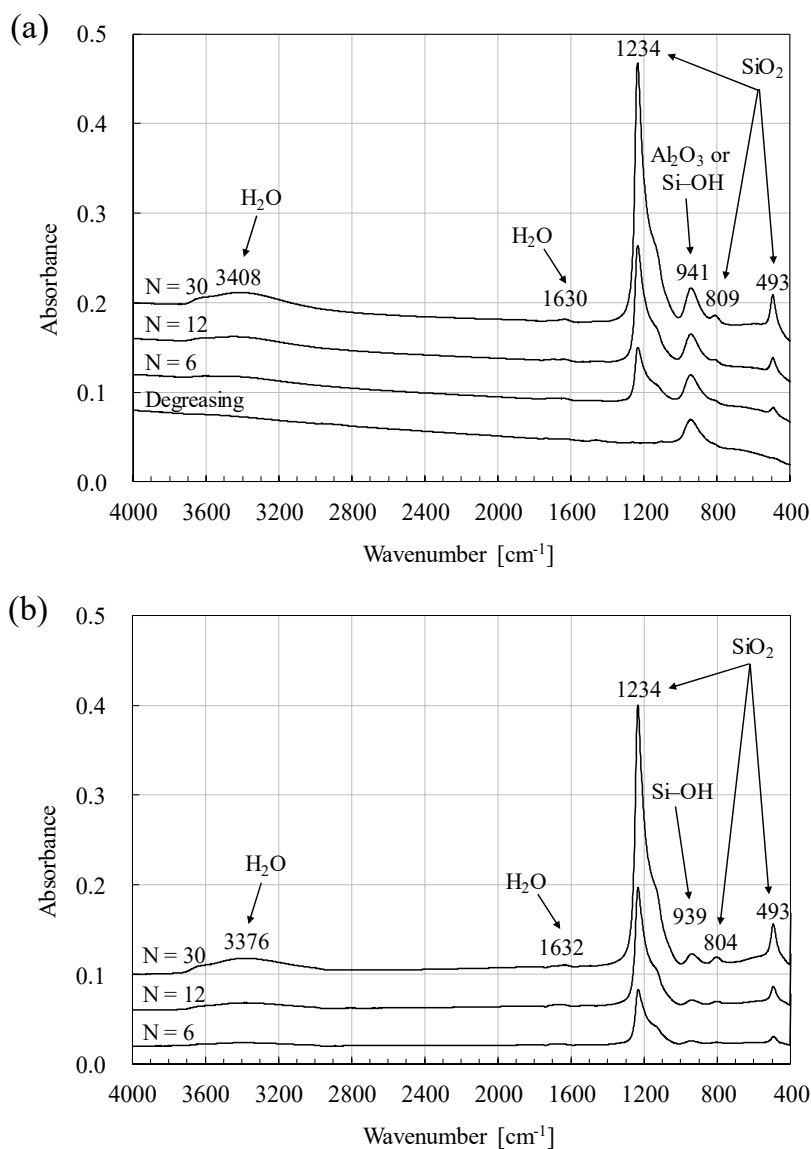 (a)
0.5
1234
SiO₂
0.4
Al₂O₃ or
Si–OH
0.3
H₂O
H₂O
Absorbance
N = 30
3408
1630
941
809
493
0.2
N = 12
N = 6
0.1
Degreasing
0.0
4000 3600 3200 2800 2400 2000 1600 1200 800 400
Wavenumber [cm⁻¹]
(b)
0.5
SiO₂
1234
0.4
0.3
Si–OH
H₂O
H₂O
Absorbance
0.2
3376
1632
939
804
493
N = 30
0.1
N = 12
N = 6
0.0
4000 3600 3200 2800 2400 2000 1600 1200 800 400
Wavenumber [cm⁻¹]